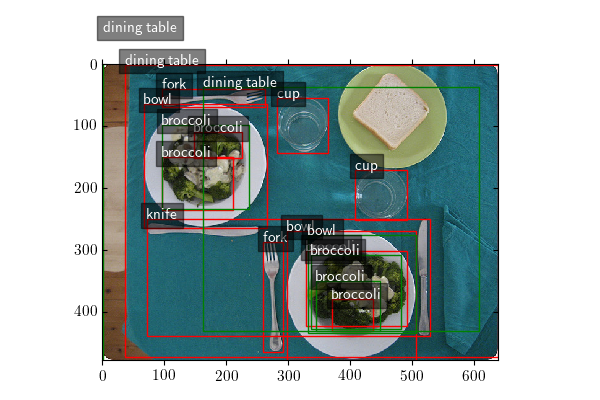 dining table
dining table
dining table
fork
cup
bowl
broccoli
broccoli
broccoli
cup
knife
bowl
bowl
fork
broccoli
broccoli
broccoli
0
100
200
300
400
0
100
200
300
400
500
600